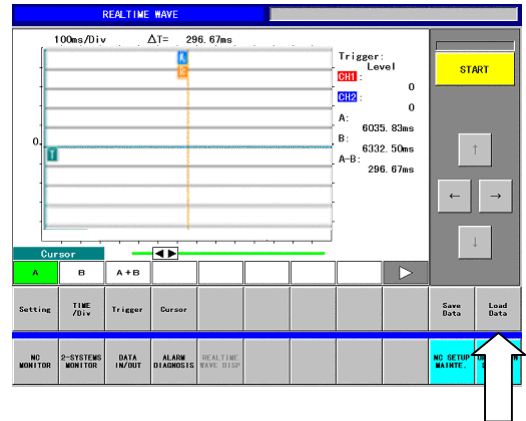 REALTIME WAVE
100ms/Div ΔT= 296.67ms
A
B
0.
T
Trigger:
Level
CH1:
0
CH2:
0
A:
6035.83ms
B:
6332.50ms
A-B:
296.67ms
START
↑
← →
↓
Cursor
A B A+B
Setting TIME /Div Trigger Cursor Save Data Load Data
NC MONITOR 2-SYSTEMS MONITOR DATA IN/OUT ALARM DIAGNOSIS REALTIME WAVE DISP NC SETUP MAINTE.